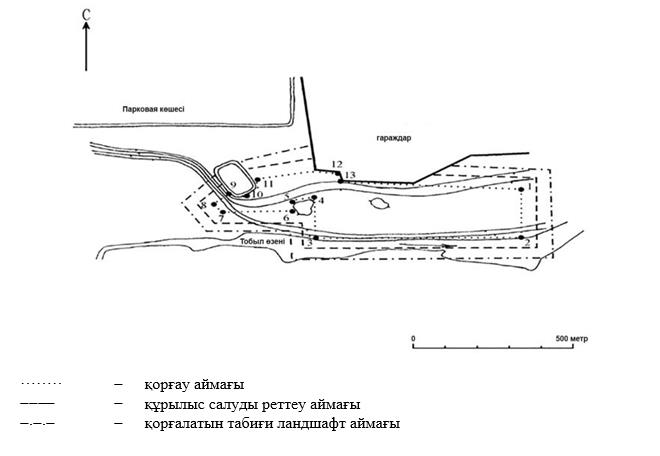 С
Парковая көшесі
гараждар
12
13
1
11
9
10
5
4
8
7
6
Тобыл өзені
3
2
0 500 метр
– қорғау аймағы
– құрылыс салуды реттеу аймағы
– қорғалатын табиғи ландшафт аймағы